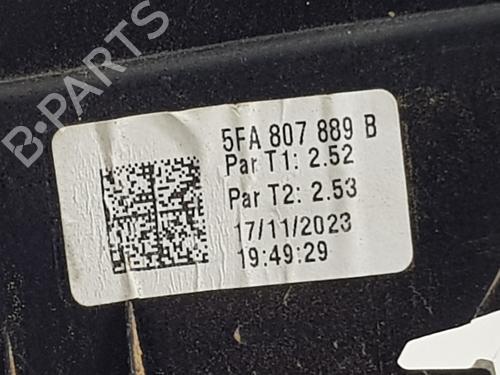 B-PARTS
5FA 807 889 B
Par T1: 2.52
Par T2: 2.53
17/11/2023
19:49:29